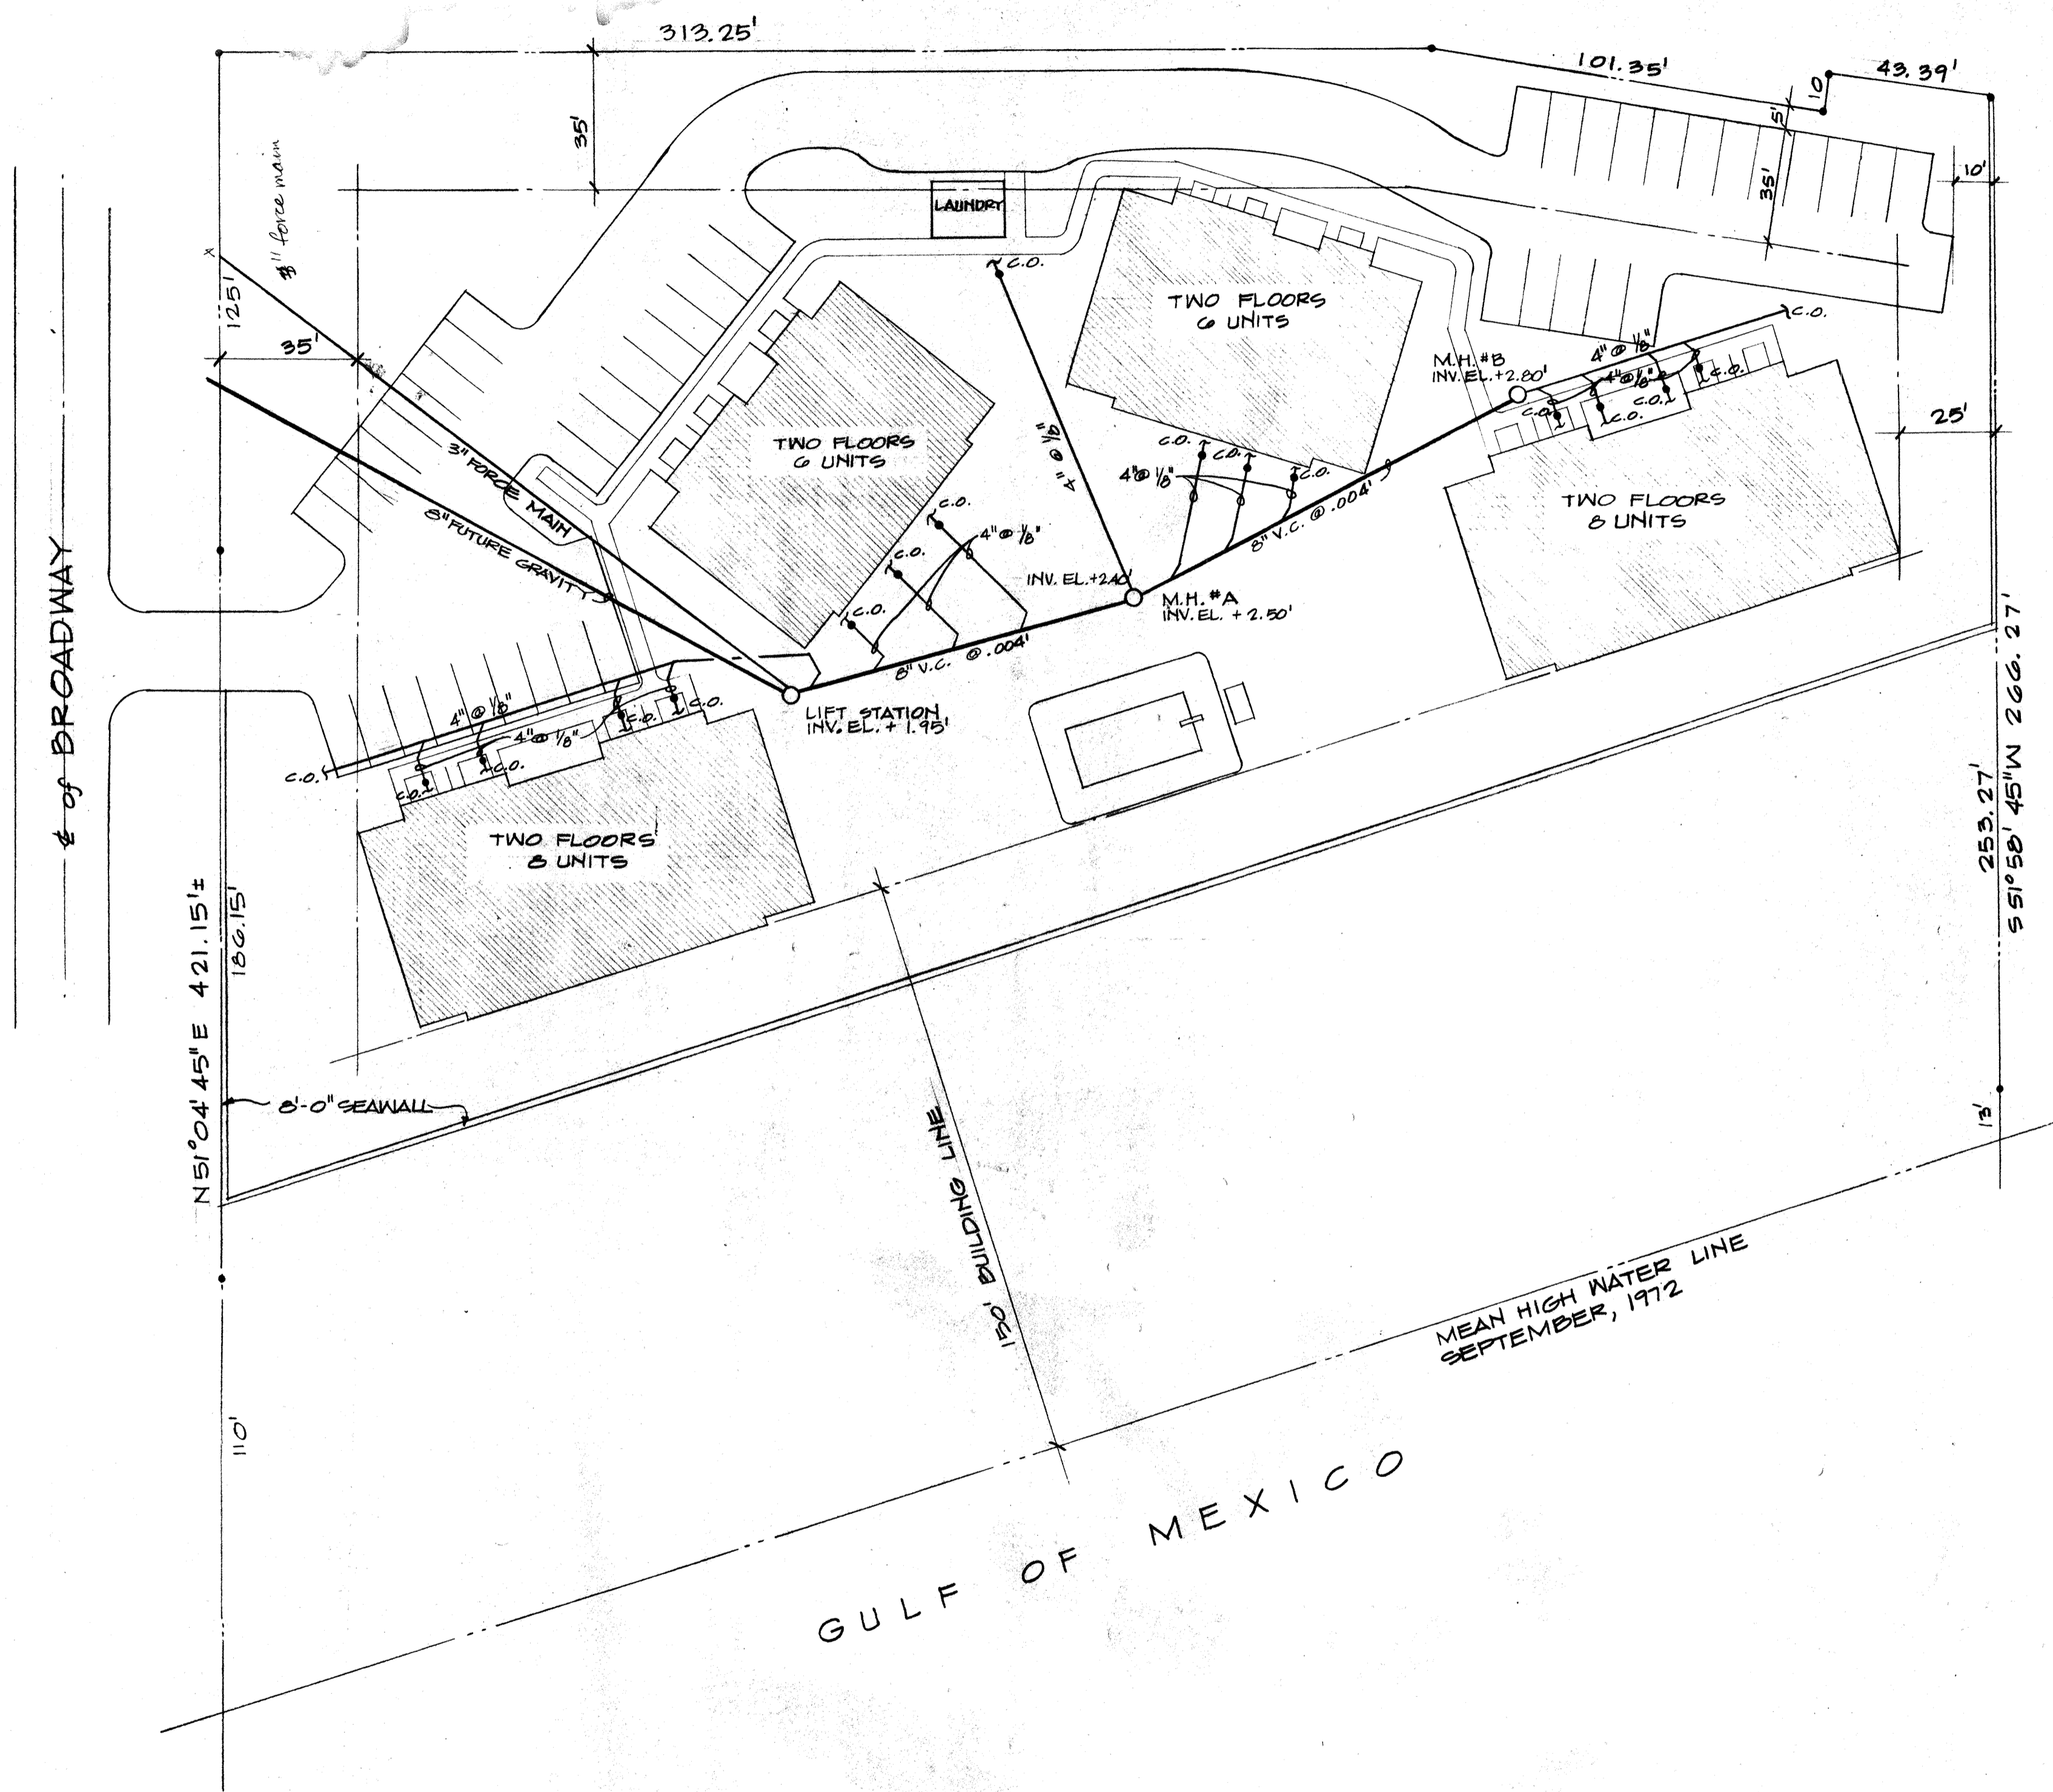 313.25'
101.35'
10
43.39'
5'
35'
35'
10'
3" force main
LAUNDRY
C.O.
125'
35'
TWO FLOORS
6 UNITS
C.O.
M.H. #B
INV. EL. +2.80'
4" @ 1/8"
4" @ 1/8"
C.O.
C.O.
C.O.
C.O.
25'
3" FORCE MAIN
8" FUTURE GRAVITY
TWO FLOORS
6 UNITS
4" @ 1/8"
C.O.
C.O.
C.O.
4"@ 1/8"
8" V.C. @ .004'
TWO FLOORS
8 UNITS
C.O.
C.O.
C.O.
4"@ 1/8"
INV. EL. +2.40'
M.H. #A
INV. EL. + 2.50'
8" V.C. @ .004'
℄ of BROADWAY
4" @ 1/8"
4"@ 1/8"
C.O.
C.O.
C.O.
C.O.
C.O.
LIFT STATION
INV. EL. + 1.95'
TWO FLOORS
8 UNITS
N 51° 04' 45" E 421.15'±
186.15'
253.27'
S 51° 58' 45" W 266.27'
8'-0" SEAWALL
150' BUILDING LINE
13'
110'
MEAN HIGH WATER LINE
SEPTEMBER, 1972
GULF OF MEXICO